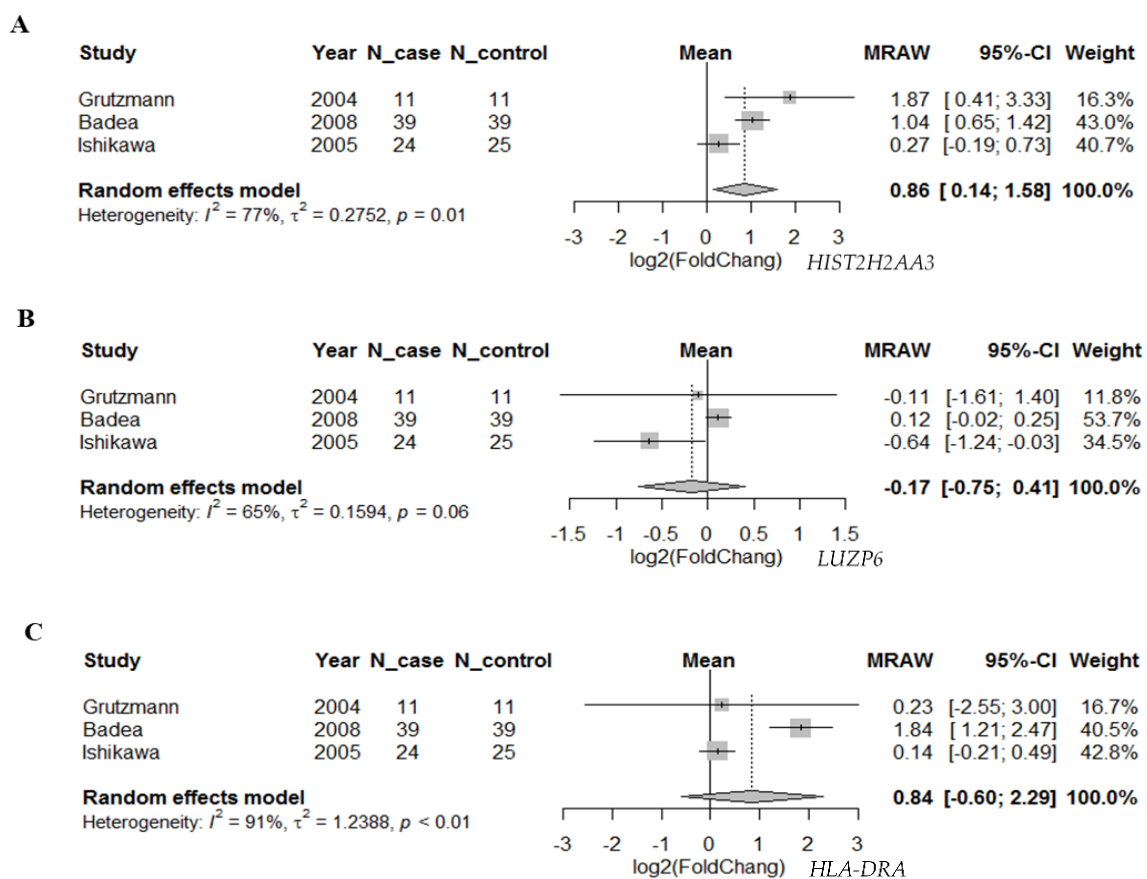 A
Study Year N_case N_control Mean MRAW 95%-CI Weight
Grutzmann 2004 11 11 1.87 [ 0.41; 3.33] 16.3%
Badea 2008 39 39 1.04 [ 0.65; 1.42] 43.0%
Ishikawa 2005 24 25 0.27 [-0.19; 0.73] 40.7%
Random effects model 0.86 [ 0.14; 1.58] 100.0%
Heterogeneity: I² = 77%, τ² = 0.2752, p = 0.01
-3 -2 -1 0 1 2 3
log2(FoldChang) HIST2H2AA3
B
Study Year N_case N_control Mean MRAW 95%-CI Weight
Grutzmann 2004 11 11 -0.11 [-1.61; 1.40] 11.8%
Badea 2008 39 39 0.12 [-0.02; 0.25] 53.7%
Ishikawa 2005 24 25 -0.64 [-1.24; -0.03] 34.5%
Random effects model -0.17 [-0.75; 0.41] 100.0%
Heterogeneity: I² = 65%, τ² = 0.1594, p = 0.06
-1.5 -1 -0.5 0 0.5 1 1.5
log2(FoldChang) LUZP6
C
Study Year N_case N_control Mean MRAW 95%-CI Weight
Grutzmann 2004 11 11 0.23 [-2.55; 3.00] 16.7%
Badea 2008 39 39 1.84 [ 1.21; 2.47] 40.5%
Ishikawa 2005 24 25 0.14 [-0.21; 0.49] 42.8%
Random effects model 0.84 [-0.60; 2.29] 100.0%
Heterogeneity: I² = 91%, τ² = 1.2388, p < 0.01
-3 -2 -1 0 1 2 3
log2(FoldChang) HLA-DRA